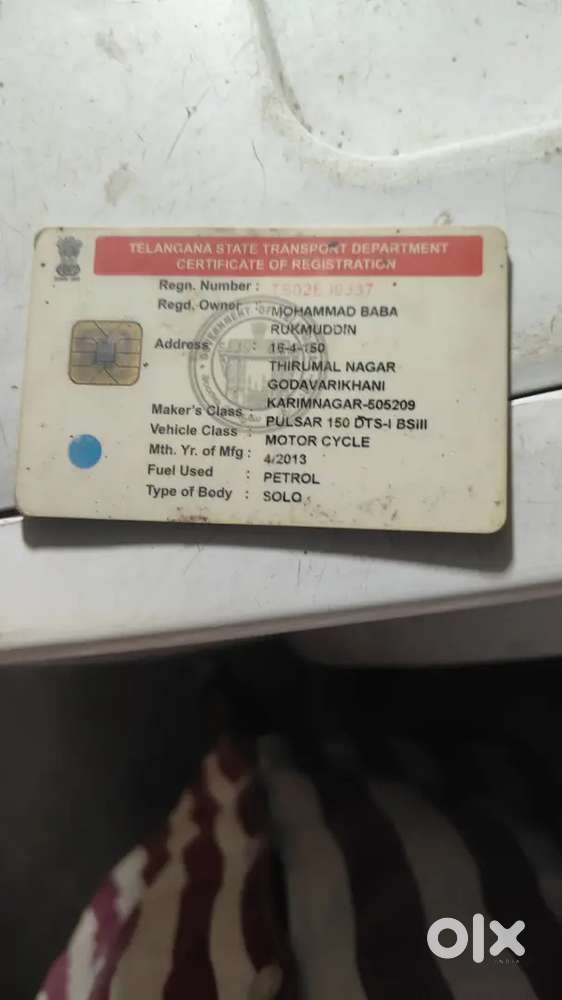 TELANGANA STATE TRANSPORT DEPARTMENT
CERTIFICATE OF REGISTRATION
Regn. Number :
Regd. Owner : MOHAMMAD BABA
RUKMUDDIN
Address : 16-4-150
THIRUMAL NAGAR
GODAVARIKHANI
KARIMNAGAR-505209
Maker's Class : PULSAR 150 DTS-I BSiII
Vehicle Class : MOTOR CYCLE
Mth. Yr. of Mfg : 4/2013
Fuel Used : PETROL
Type of Body : SOLO
olx
INDIA